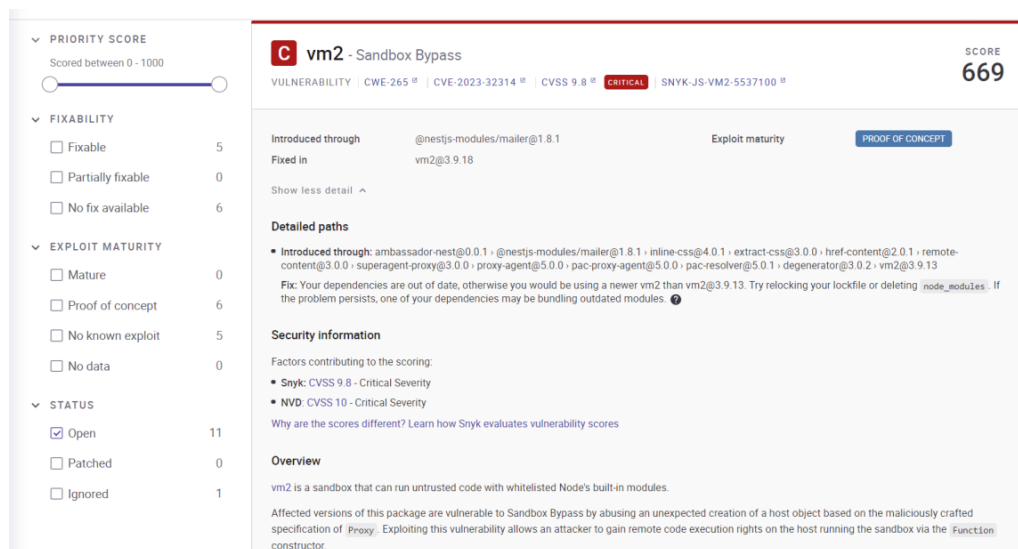 PRIORITY SCORE
Scored between 0 - 1000
FIXABILITY
Fixable 5
Partially fixable 0
No fix available 6
EXPLOIT MATURITY
Mature 0
Proof of concept 6
No known exploit 5
No data 0
STATUS
Open 11
Patched 0
Ignored 1
C vm2 - Sandbox Bypass
VULNERABILITY | CWE-265 | CVE-2023-32314 | CVSS 9.8 CRITICAL | SNYK-JS-VM2-5537100
SCORE
669
Introduced through @nestjs-modules/mailer@1.8.1 Exploit maturity PROOF OF CONCEPT
Fixed in vm2@3.9.18
Show less detail
Detailed paths
Introduced through: ambassador-nest@0.0.1 › @nestjs-modules/mailer@1.8.1 › inline-css@4.0.1 › extract-css@3.0.0 › href-content@2.0.1 › remote-
content@3.0.0 › superagent-proxy@3.0.0 › proxy-agent@5.0.0 › pac-proxy-agent@5.0.0 › pac-resolver@5.0.1 › degenerator@3.0.2 › vm2@3.9.13
Fix: Your dependencies are out of date, otherwise you would be using a newer vm2 than vm2@3.9.13. Try relocking your lockfile or deleting node_modules. If
the problem persists, one of your dependencies may be bundling outdated modules. ?
Security information
Factors contributing to the scoring:
Snyk: CVSS 9.8 - Critical Severity
NVD: CVSS 10 - Critical Severity
Why are the scores different? Learn how Snyk evaluates vulnerability scores
Overview
vm2 is a sandbox that can run untrusted code with whitelisted Node's built-in modules.
Affected versions of this package are vulnerable to Sandbox Bypass by abusing an unexpected creation of a host object based on the maliciously crafted
specification of Proxy. Exploiting this vulnerability allows an attacker to gain remote code execution rights on the host running the sandbox via the Function
constructor.